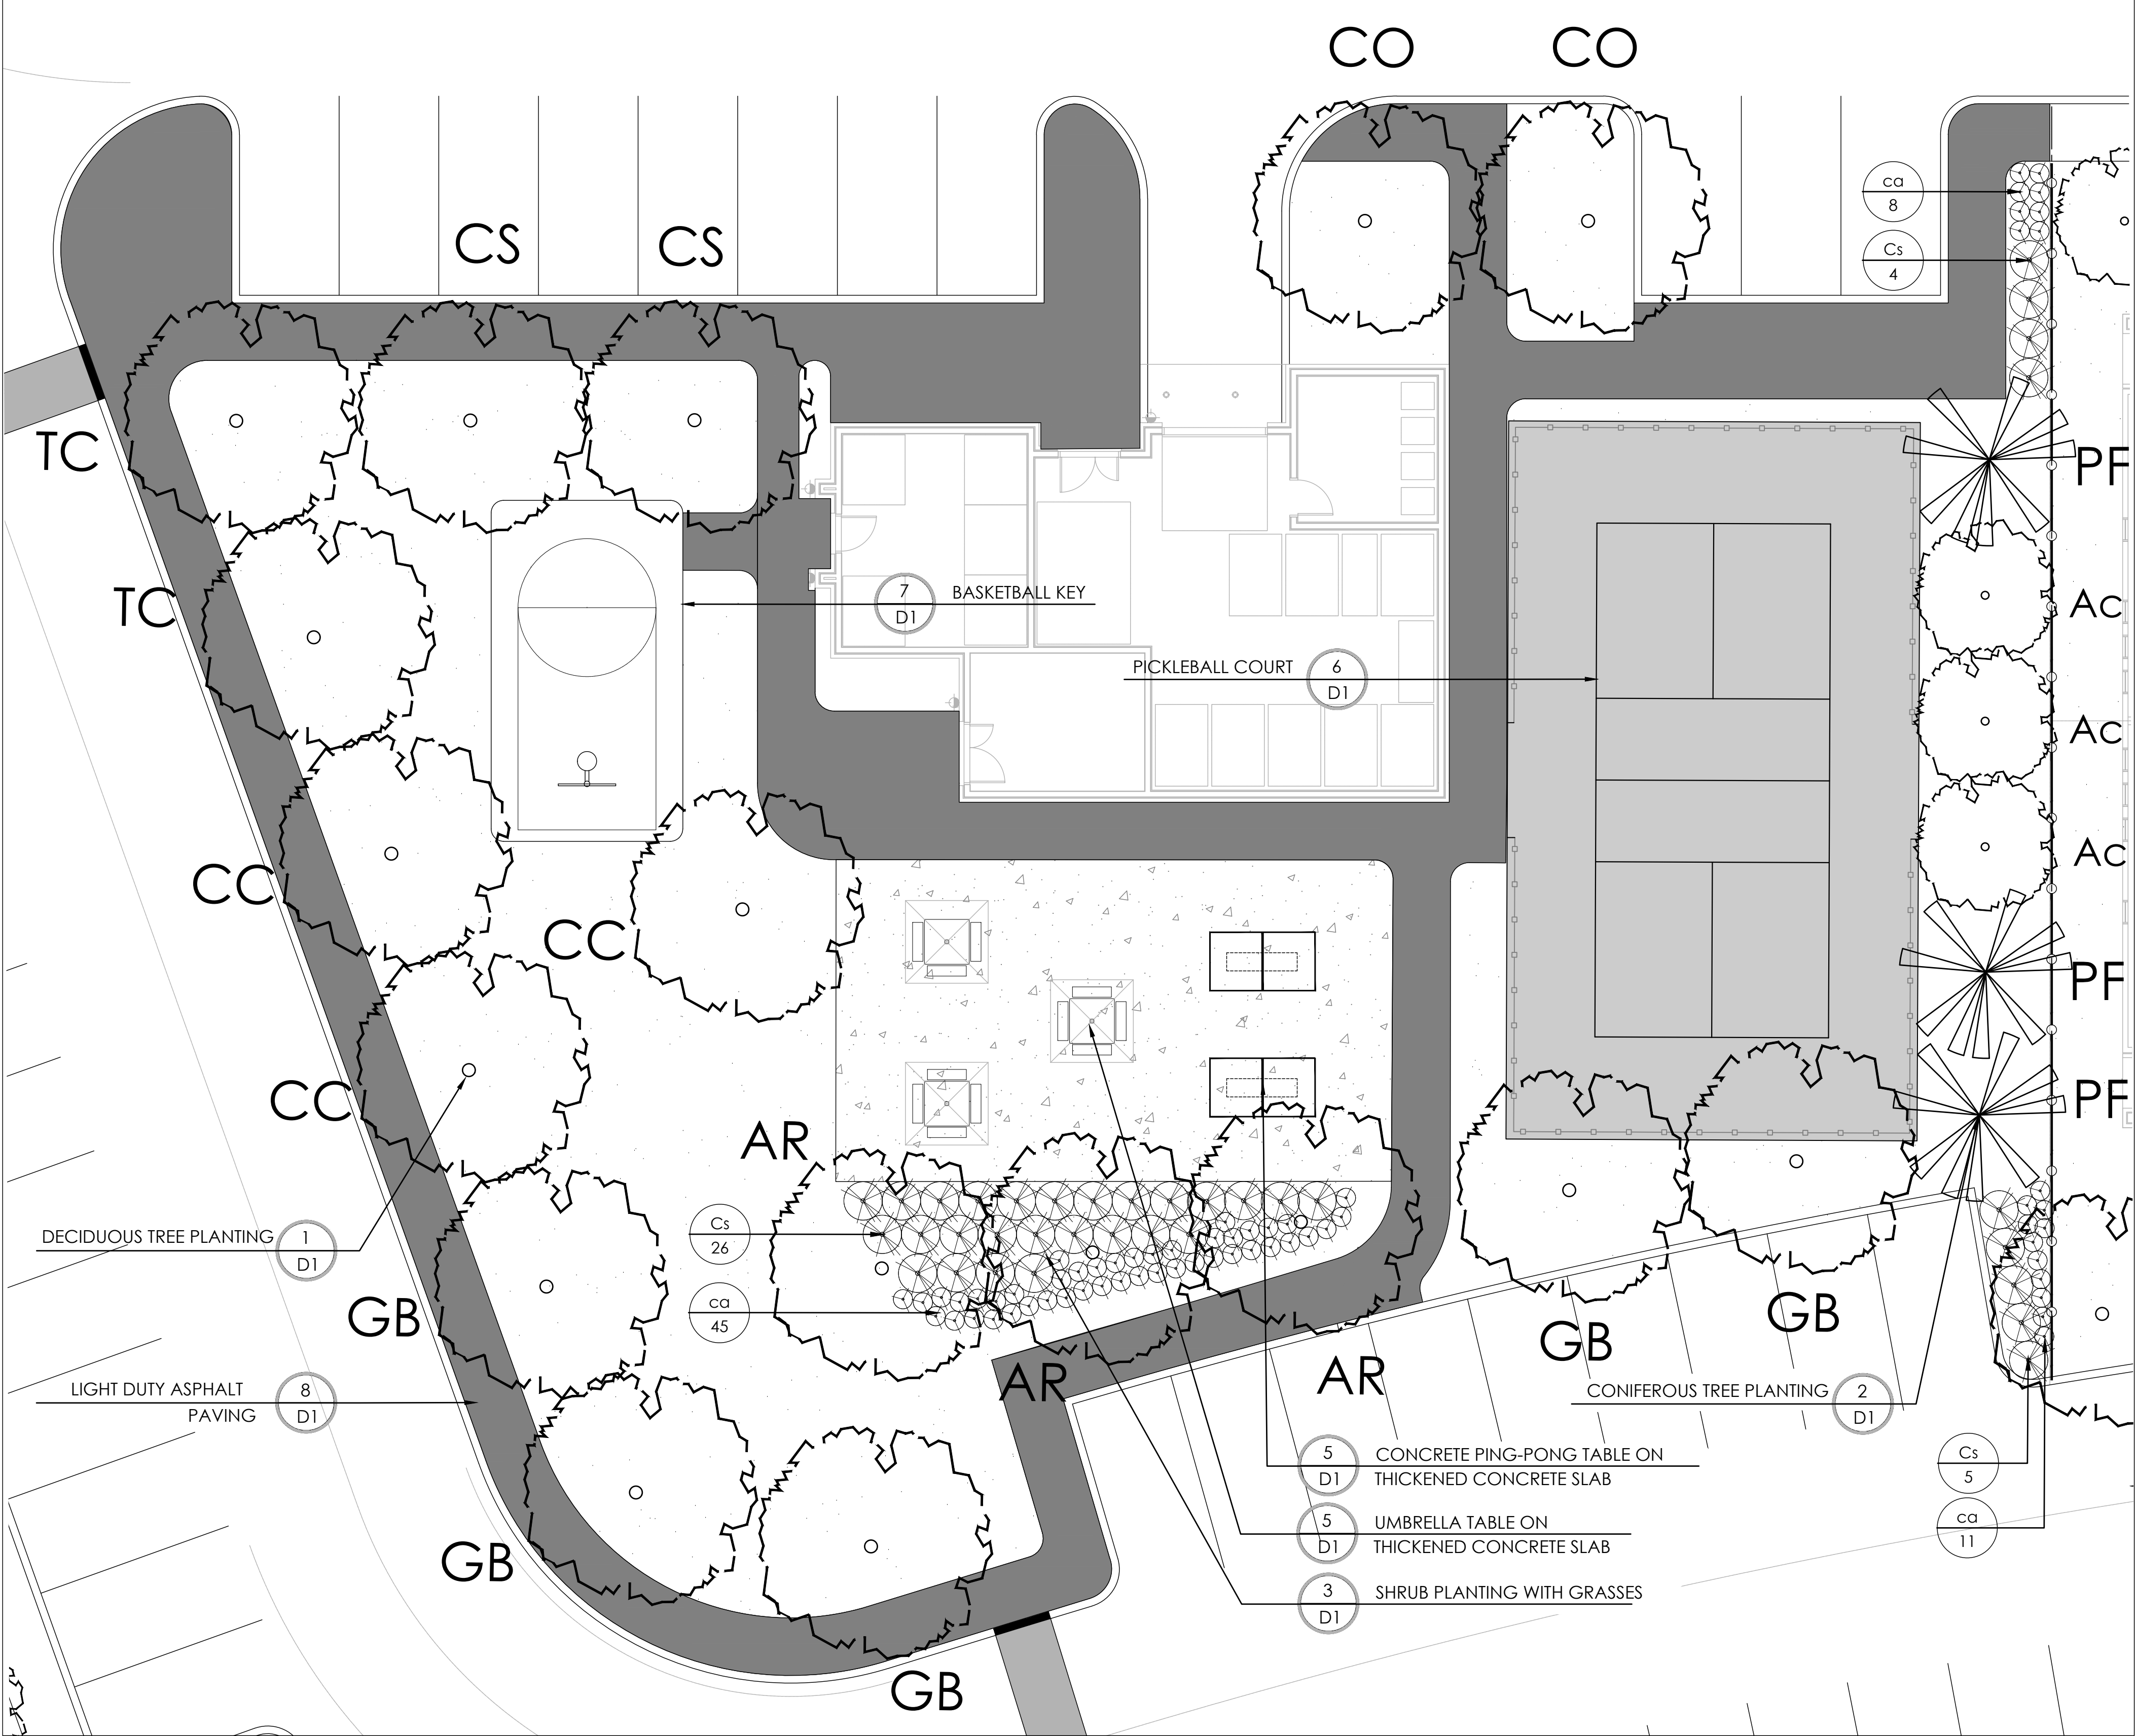 CO
CO
ca
8
CS
CS
Cs
4
TC
PF
TC
7
D1
BASKETBALL KEY
Ac
PICKLEBALL COURT
6
D1
Ac
Ac
CC
CC
PF
CC
PF
AR
DECIDUOUS TREE PLANTING
1
D1
Cs
26
GB
ca
45
GB
GB
AR
AR
LIGHT DUTY ASPHALT
PAVING
8
D1
CONIFEROUS TREE PLANTING
2
D1
5
D1
CONCRETE PING-PONG TABLE ON
THICKENED CONCRETE SLAB
Cs
5
5
D1
UMBRELLA TABLE ON
THICKENED CONCRETE SLAB
ca
11
GB
3
D1
SHRUB PLANTING WITH GRASSES
GB